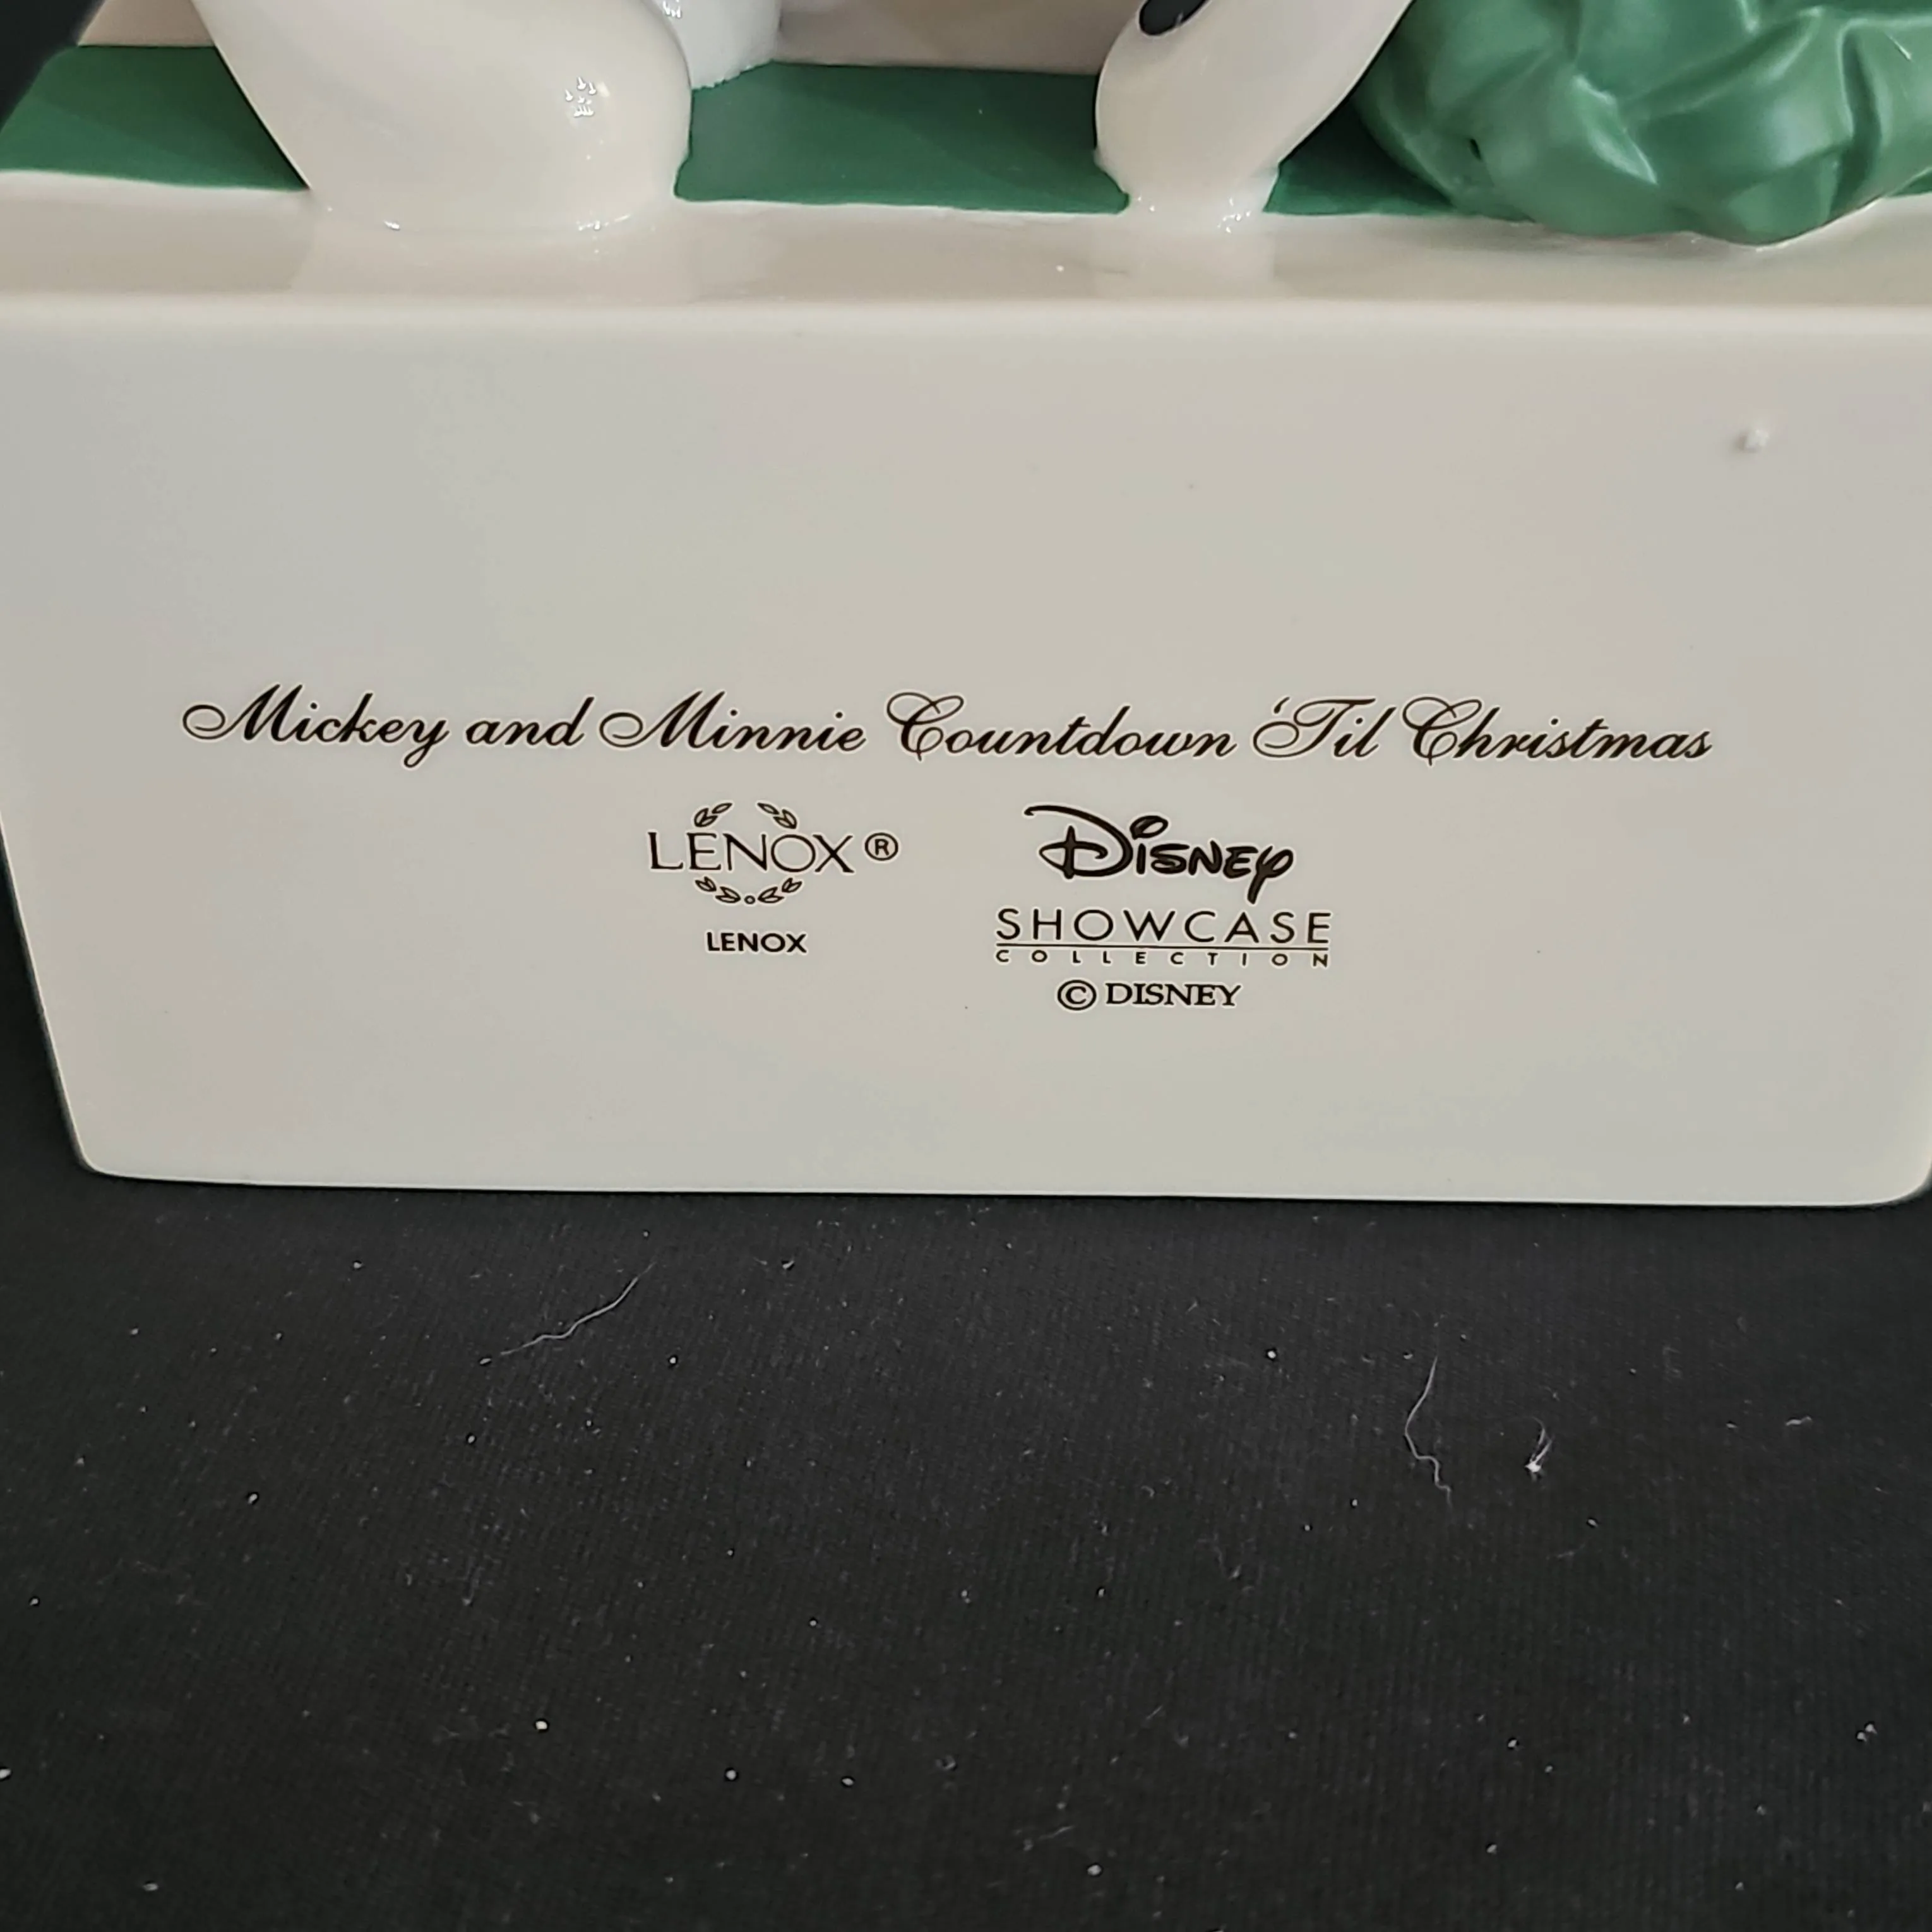 Mickey and Minnie Countdown 'Til Christmas
LENOX®
LENOX
Disney
SHOWCASE
COLLECTION
© DISNEY